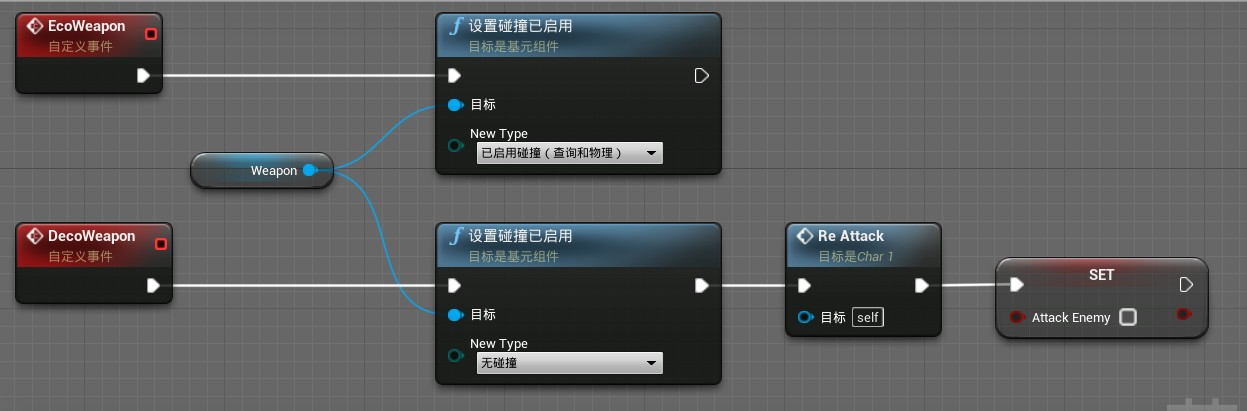 EcoWeapon
自定义事件
设置碰撞已启用
目标是基元组件
目标
New Type
已启用碰撞（查询和物理）
Weapon
DecoWeapon
自定义事件
设置碰撞已启用
目标是基元组件
目标
New Type
无碰撞
Re Attack
目标是Char 1
目标 self
SET
Attack Enemy